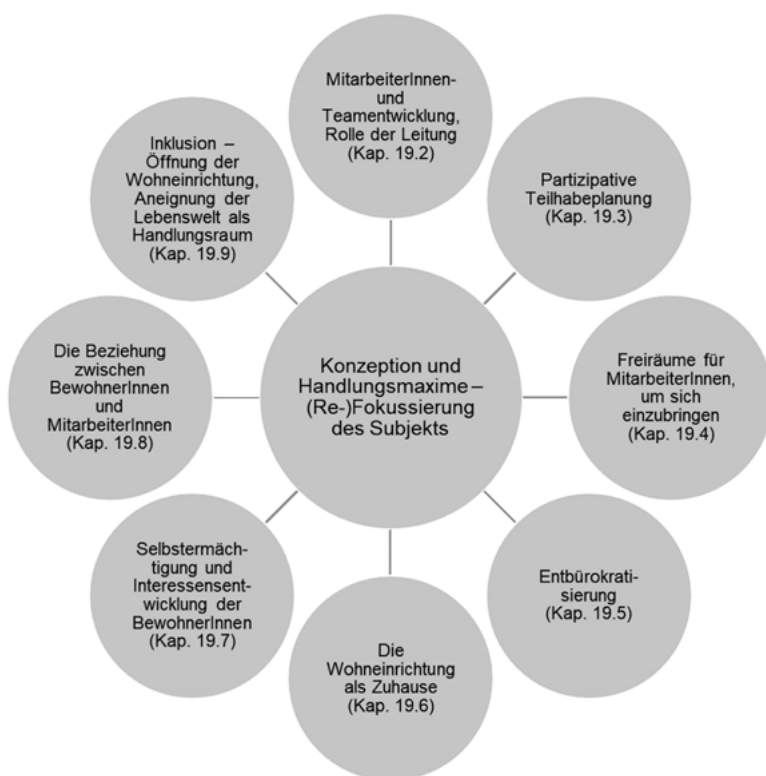 MitarbeiterInnen-
und
Teamentwicklung,
Rolle der Leitung
(Kap. 19.2)
Partizipative
Teilhabeplanung
(Kap. 19.3)
Freiräume für
MitarbeiterInnen,
um sich
einzubringen
(Kap. 19.4)
Entbürokrati-
sierung
(Kap. 19.5)
Die
Wohneinrichtung
als Zuhause
(Kap. 19.6)
Selbstermäch-
tigung und
Interessensent-
wicklung der
BewohnerInnen
(Kap. 19.7)
Die Beziehung
zwischen
BewohnerInnen
und
MitarbeiterInnen
(Kap. 19.8)
Inklusion –
Öffnung der
Wohneinrichtung,
Aneignung der
Lebenswelt als
Handlungsraum
(Kap. 19.9)
Konzeption und
Handlungsmaxime –
(Re-)Fokussierung
des Subjekts